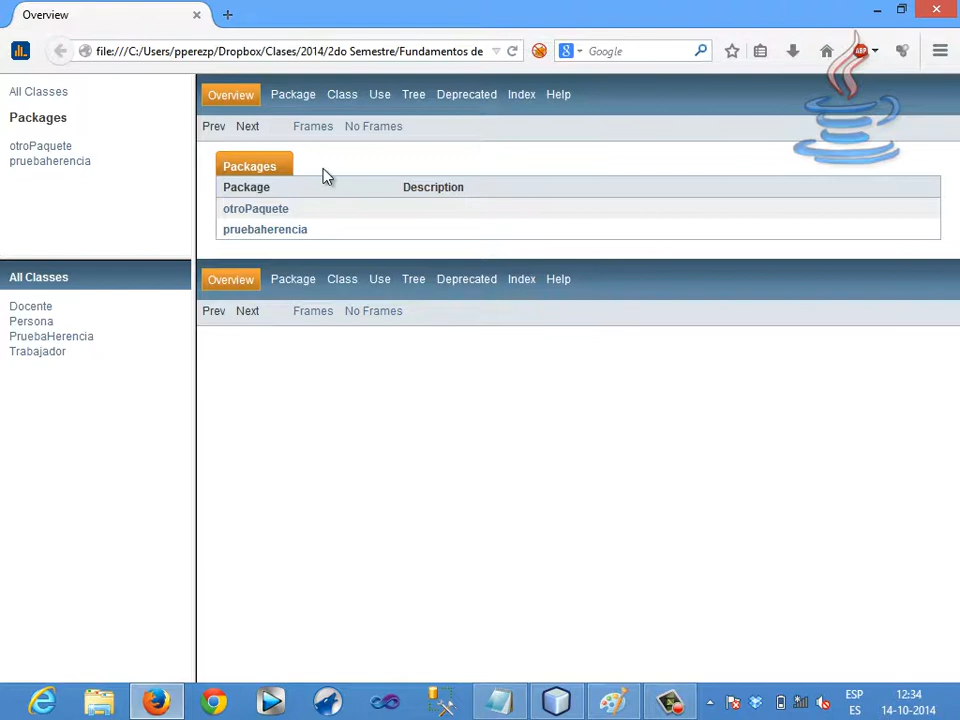 Overview
file:///C:/Users/pperezp/Dropbox/Clases/2014/2do Semestre/Fundamentos de
Google
ABP
All Classes
Packages
otroPaquete
pruebaherencia
All Classes
Docente
Persona
PruebaHerencia
Trabajador
Overview Package Class Use Tree Deprecated Index Help
Prev Next Frames No Frames
Packages
Package Description
otroPaquete
pruebaherencia
Overview Package Class Use Tree Deprecated Index Help
Prev Next Frames No Frames
ESP 12:34
ES 14-10-2014